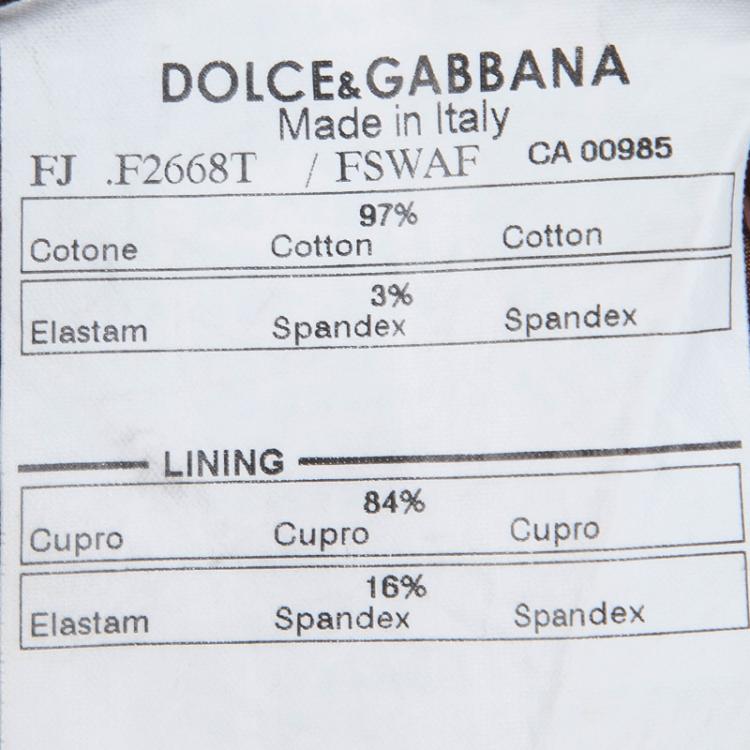 DOLCE&GABBANA
Made in Italy
FJ .F2668T / FSWAF CA 00985
97%
Cotone Cotton Cotton
3%
Elastam Spandex Spandex
LINING
84%
Cupro Cupro Cupro
16%
Elastam Spandex Spandex